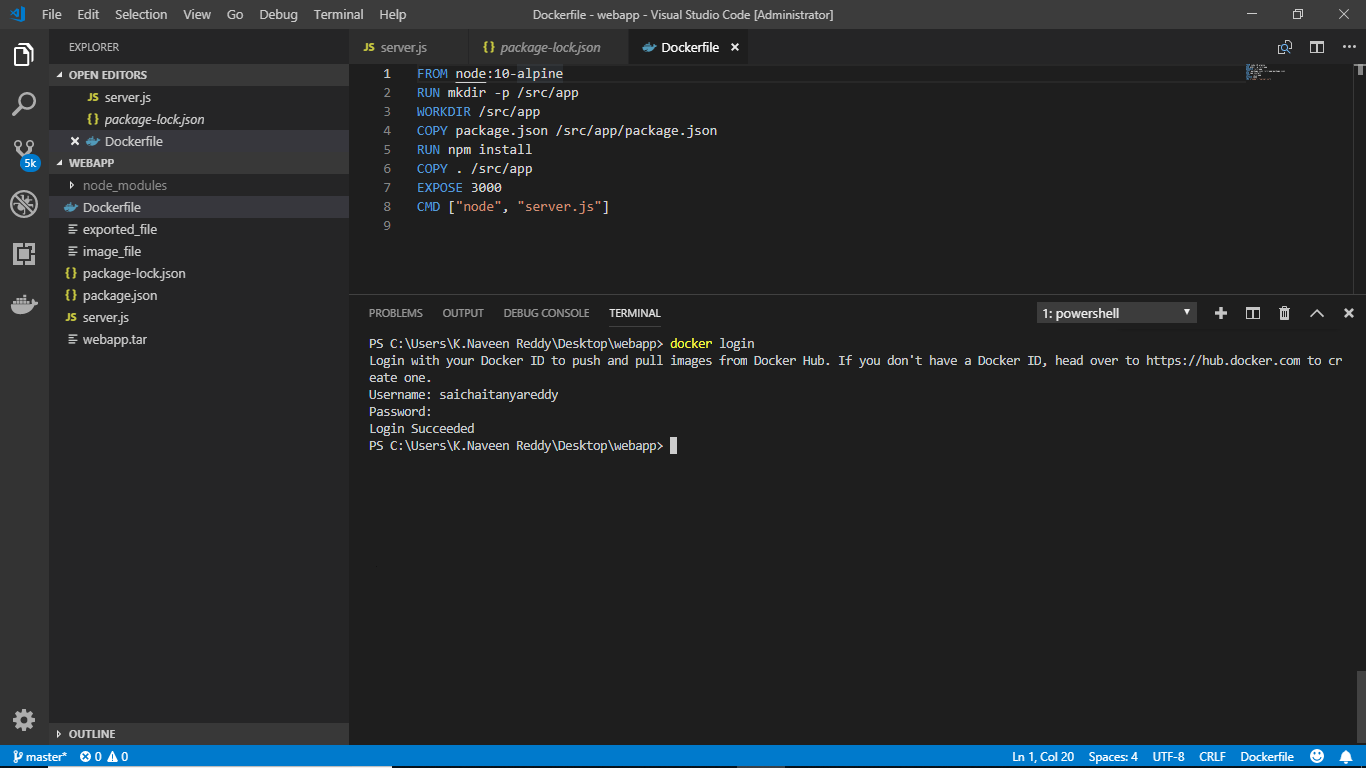 File Edit Selection View Go Debug Terminal Help
Dockerfile - webapp - Visual Studio Code [Administrator]
EXPLORER
OPEN EDITORS
JS server.js
{} package-lock.json
Dockerfile
WEBAPP
node_modules
Dockerfile
exported_file
image_file
{} package-lock.json
{} package.json
JS server.js
webapp.tar
OUTLINE
5k
JS server.js
{} package-lock.json
Dockerfile
1 FROM node:10-alpine
2 RUN mkdir -p /src/app
3 WORKDIR /src/app
4 COPY package.json /src/app/package.json
5 RUN npm install
6 COPY . /src/app
7 EXPOSE 3000
8 CMD ["node", "server.js"]
9
PROBLEMS OUTPUT DEBUG CONSOLE TERMINAL
1: powershell
PS C:\Users\K.Naveen Reddy\Desktop\webapp> docker login
Login with your Docker ID to push and pull images from Docker Hub. If you don't have a Docker ID, head over to https://hub.docker.com to cr
eate one.
Username: saichaitanyareddy
Password:
Login Succeeded
PS C:\Users\K.Naveen Reddy\Desktop\webapp>
master* 0 0
Ln 1, Col 20 Spaces: 4 UTF-8 CRLF Dockerfile